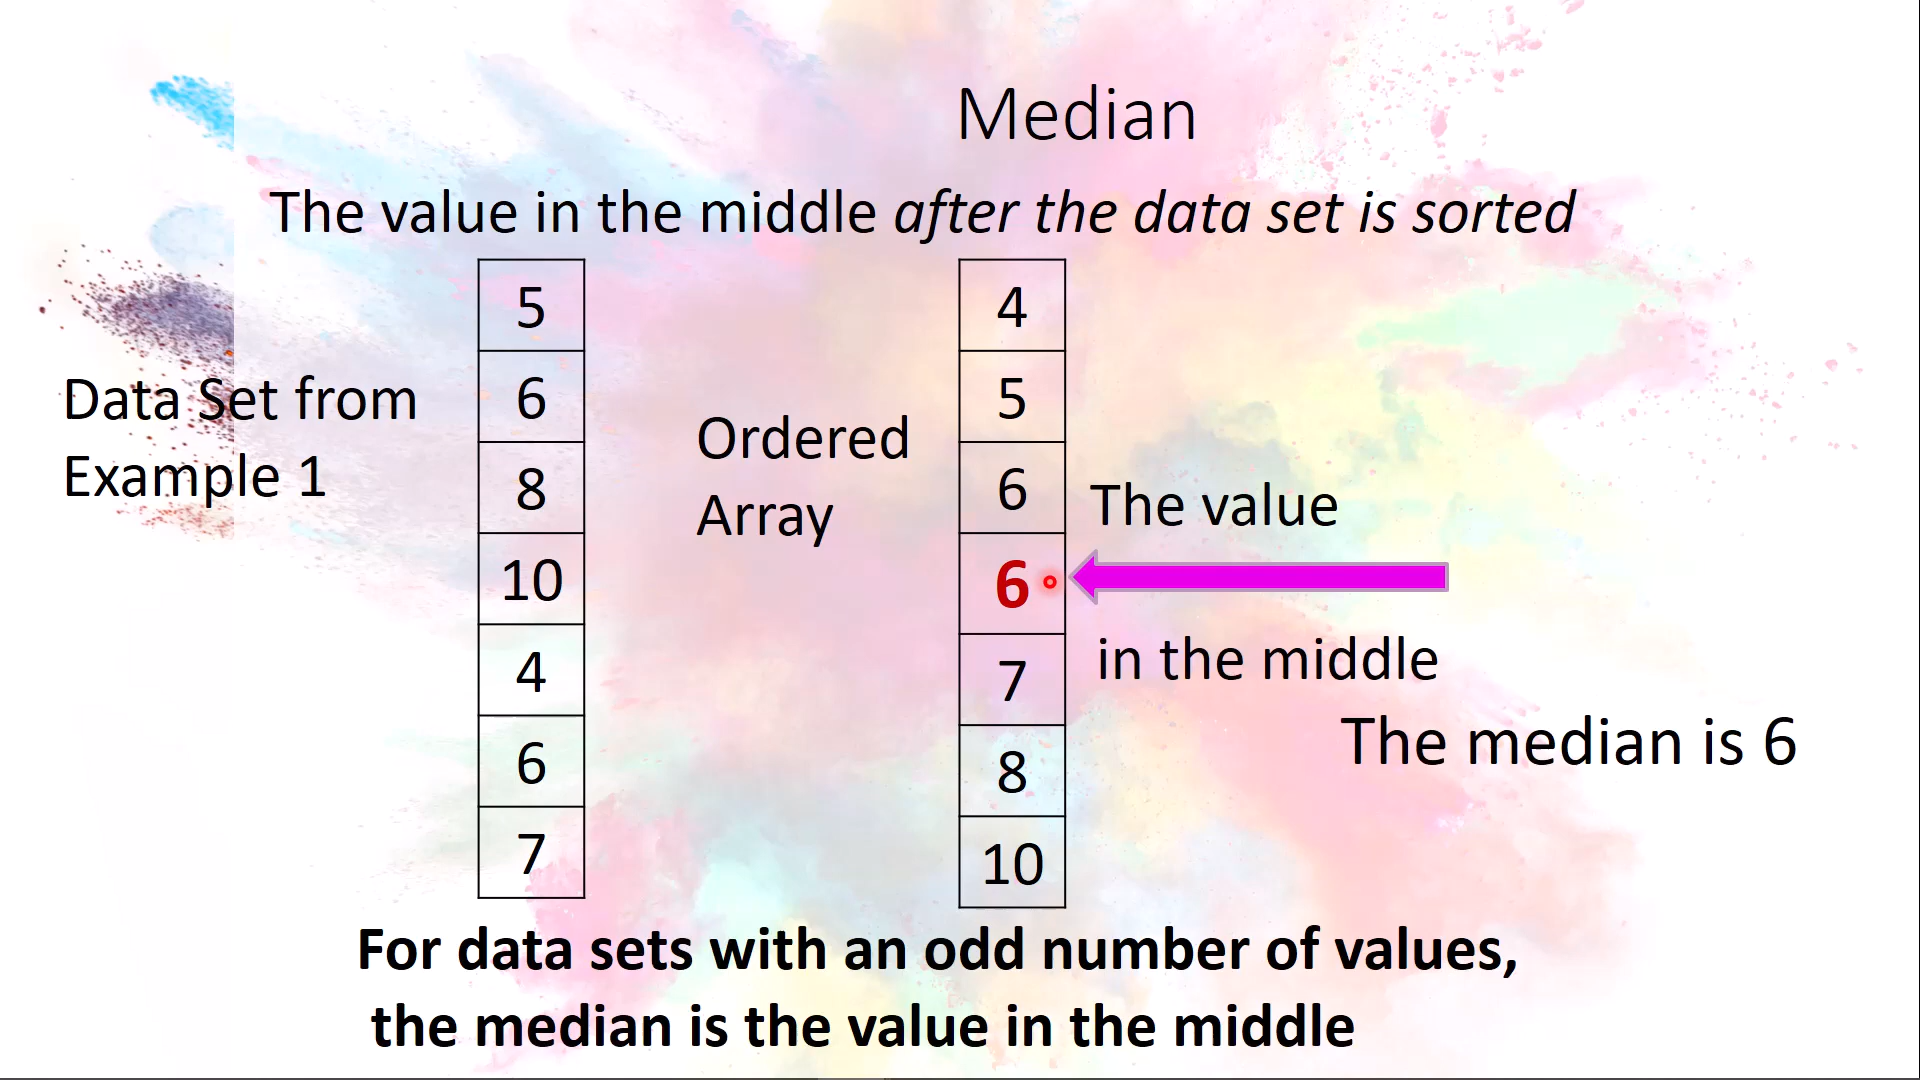 Median
The value in the middle after the data set is sorted
Data Set from
Example 1
5
6
8
10
4
6
7
Ordered
Array
4
5
6
6
7
8
10
The value
in the middle
The median is 6
For data sets with an odd number of values,
the median is the value in the middle